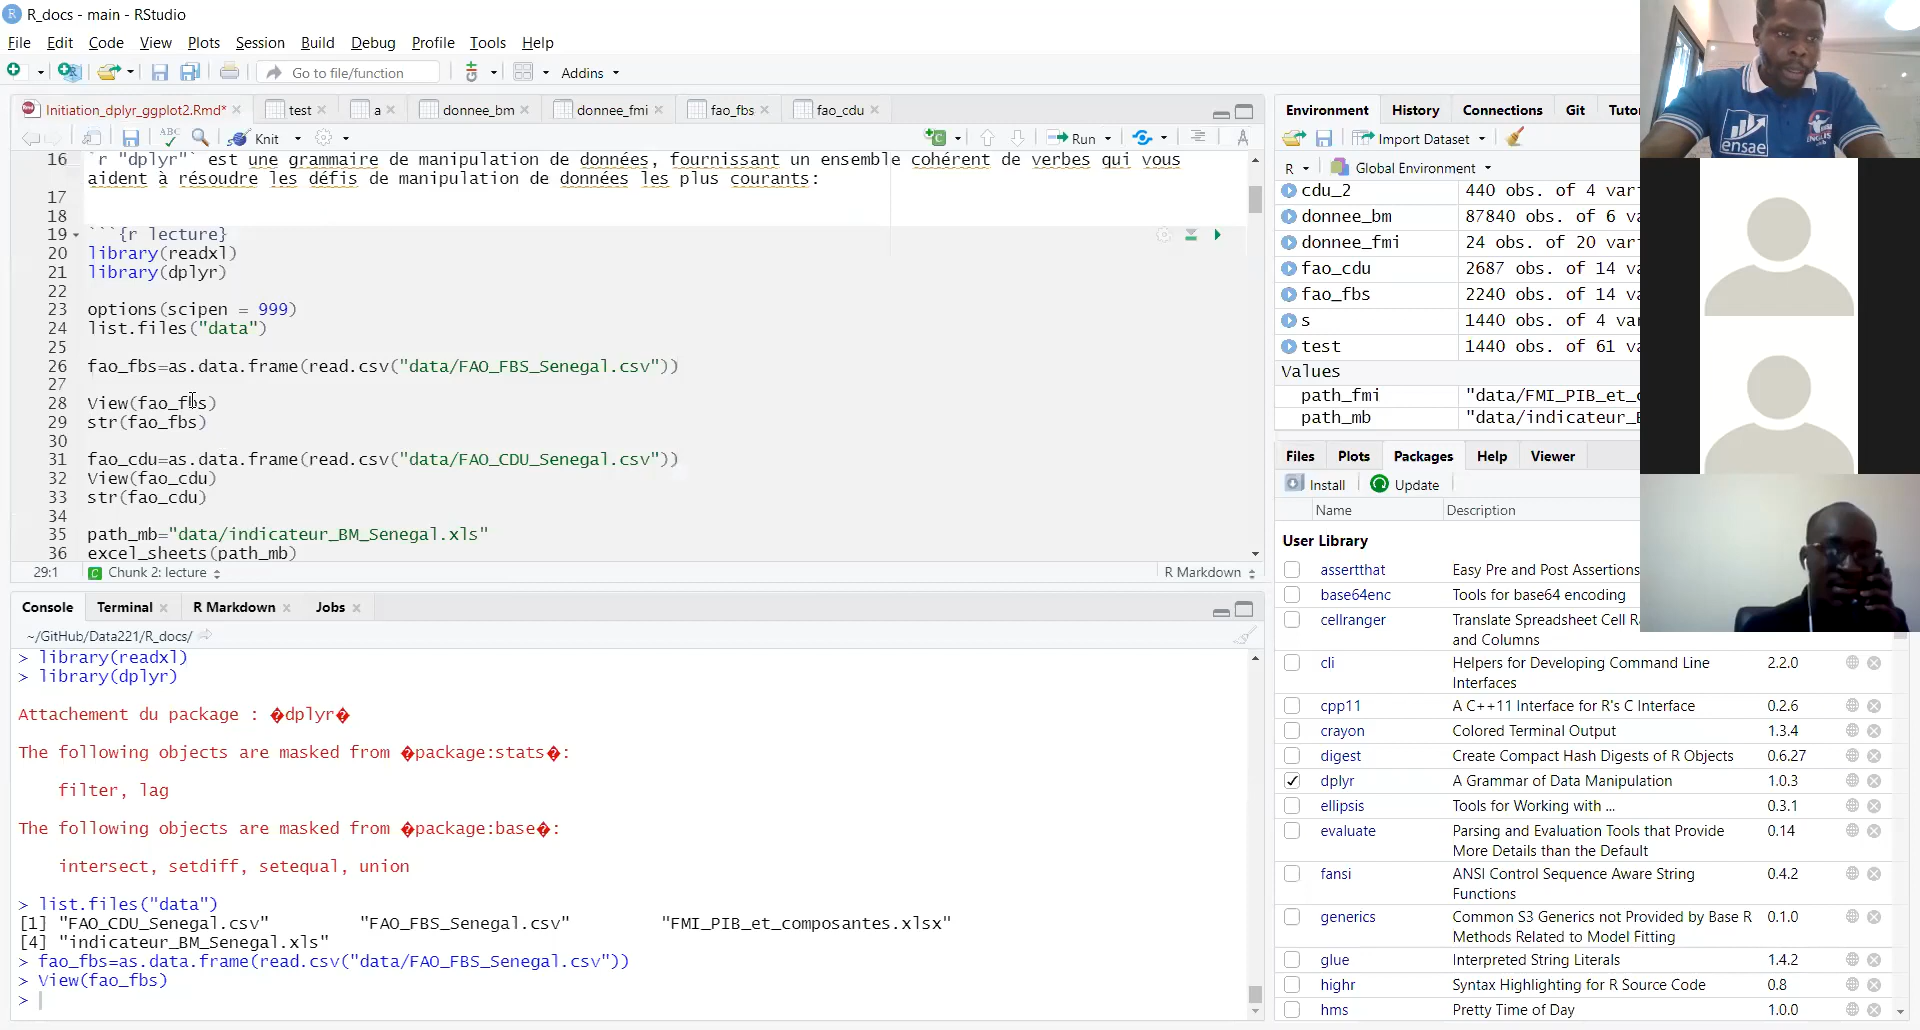 R_docs - main - RStudio
File Edit Code View Plots Session Build Debug Profile Tools Help
Go to file/function
Addins
Initiation_dplyr_ggplot2.Rmd* test a donnee_bm donnee_fmi fao_fbs fao_cdu
ABC Knit Run
16 `r "dplyr"` est une grammaire de manipulation de données, fournissant un ensemble cohérent de verbes qui vous
aident à résoudre les défis de manipulation de données les plus courants:
17
18
19 ```{r lecture}
20 library(readxl)
21 library(dplyr)
22
23 options(scipen = 999)
24 list.files("data")
25
26 fao_fbs=as.data.frame(read.csv("data/FAO_FBS_Senegal.csv"))
27
28 View(fao_fbs)
29 str(fao_fbs)
30
31 fao_cdu=as.data.frame(read.csv("data/FAO_CDU_Senegal.csv"))
32 View(fao_cdu)
33 str(fao_cdu)
34
35 path_mb="data/indicateur_BM_Senegal.xls"
36 excel_sheets(path_mb)
29:1 Chunk 2: lecture R Markdown
Console Terminal R Markdown Jobs
~/GitHub/Data221/R_docs/
> library(readxl)
> library(dplyr)
Attachement du package : �dplyr�
The following objects are masked from �package:stats�:
filter, lag
The following objects are masked from �package:base�:
intersect, setdiff, setequal, union
> list.files("data")
[1] "FAO_CDU_Senegal.csv" "FAO_FBS_Senegal.csv" "FMI_PIB_et_composantes.xlsx"
[4] "indicateur_BM_Senegal.xls"
> fao_fbs=as.data.frame(read.csv("data/FAO_FBS_Senegal.csv"))
> View(fao_fbs)
>
Environment History Connections Git Tutor
Import Dataset
R Global Environment
cdu_2 440 obs. of 4 vari
donnee_bm 87840 obs. of 6 va
donnee_fmi 24 obs. of 20 vari
fao_cdu 2687 obs. of 14 va
fao_fbs 2240 obs. of 14 va
s 1440 obs. of 4 var
test 1440 obs. of 61 va
Values
path_fmi "data/FMI_PIB_et_c
path_mb "data/indicateur_B
Files Plots Packages Help Viewer
Install Update
Name Description
User Library
assertthat Easy Pre and Post Assertions
base64enc Tools for base64 encoding
cellranger Translate Spreadsheet Cell R
and Columns
cli Helpers for Developing Command Line 2.2.0
Interfaces
cpp11 A C++11 Interface for R's C Interface 0.2.6
crayon Colored Terminal Output 1.3.4
digest Create Compact Hash Digests of R Objects 0.6.27
dplyr A Grammar of Data Manipulation 1.0.3
ellipsis Tools for Working with ... 0.3.1
evaluate Parsing and Evaluation Tools that Provide 0.14
More Details than the Default
fansi ANSI Control Sequence Aware String 0.4.2
Functions
generics Common S3 Generics not Provided by Base R 0.1.0
Methods Related to Model Fitting
glue Interpreted String Literals 1.4.2
highr Syntax Highlighting for R Source Code 0.8
hms Pretty Time of Day 1.0.0
ensae